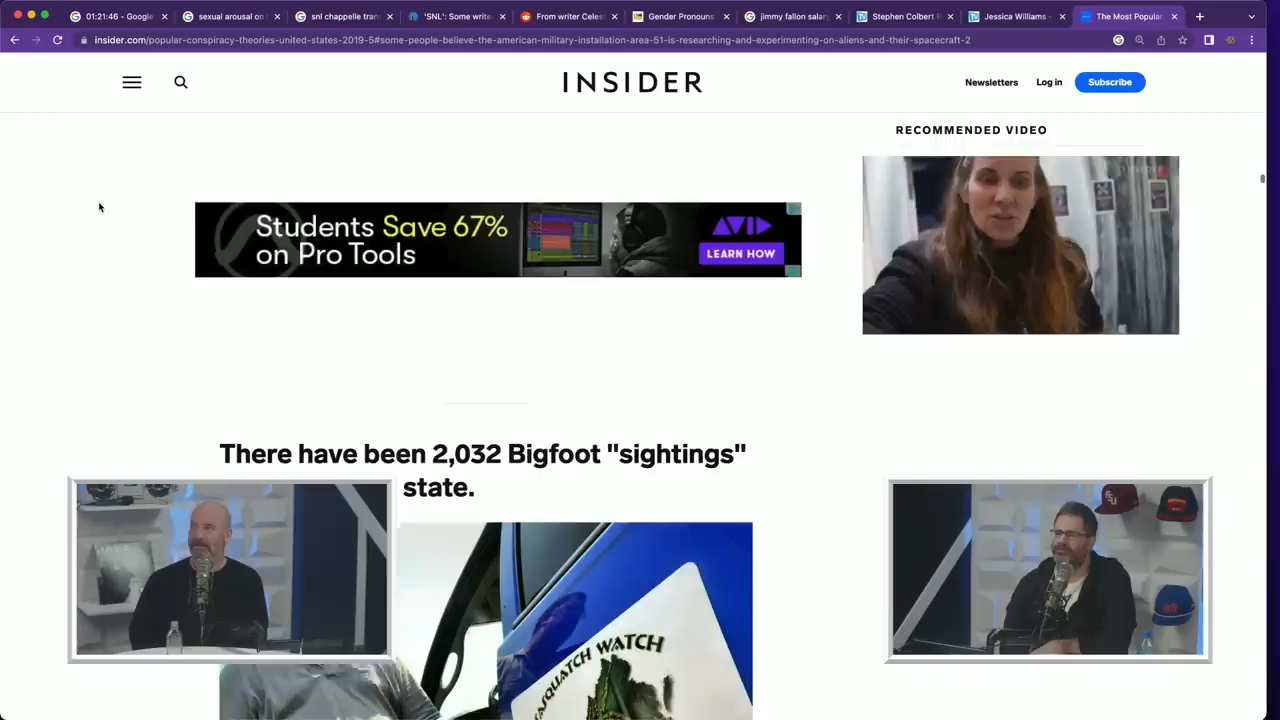 01:21:46 - Google
sexual arousal on
snl chappelle tran
'SNL': Some write
From writer Celes
Gender Pronouns
jimmy fallon salar
Stephen Colbert
Jessica Williams -
The Most Popular
insider.com/popular-conspiracy-theories-united-states-2019-5#some-people-believe-the-american-military-installation-area-51-is-researching-and-experimenting-on-aliens-and-their-spacecraft-2
INSIDER
Newsletters
Log in
Subscribe
RECOMMENDED VIDEO
Students Save 67%
on Pro Tools
AVID
LEARN HOW
There have been 2,032 Bigfoot "sightings"
state.
SASQUATCH WATCH